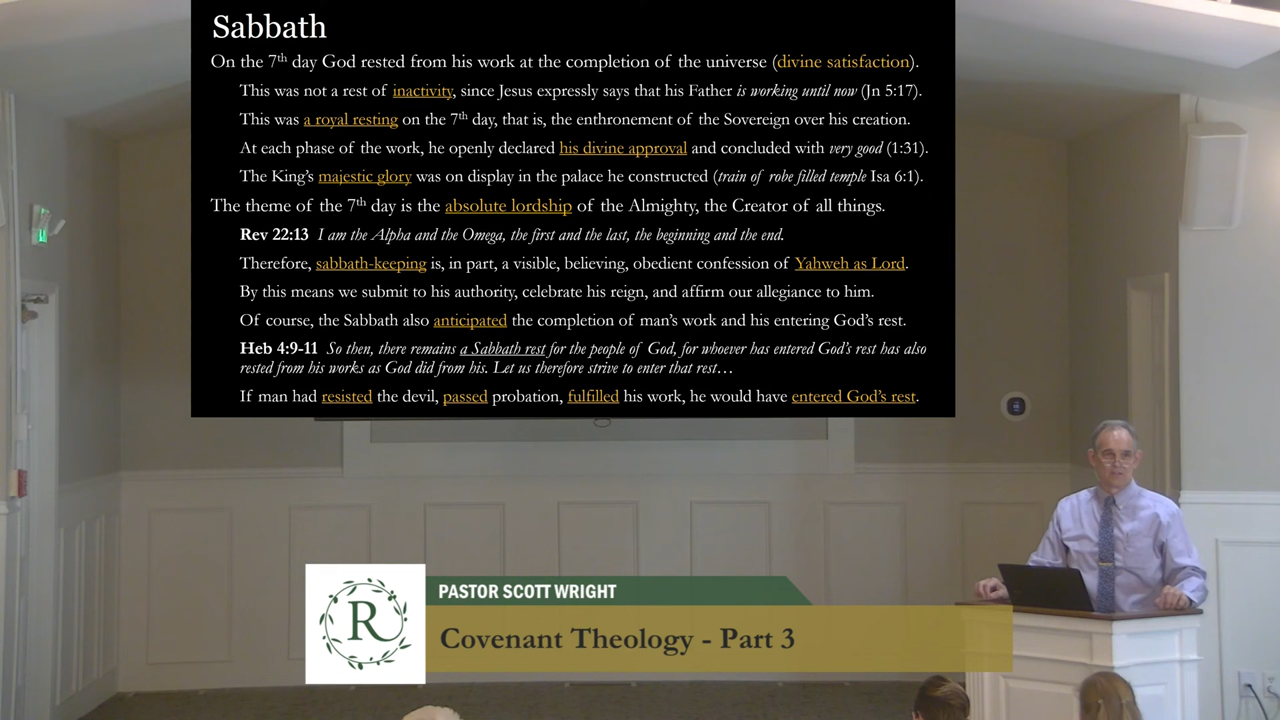 Sabbath
On the 7th day God rested from his work at the completion of the universe (divine satisfaction).
This was not a rest of inactivity, since Jesus expressly says that his Father is working until now (Jn 5:17).
This was a royal resting on the 7th day, that is, the enthronement of the Sovereign over his creation.
At each phase of the work, he openly declared his divine approval and concluded with very good (1:31).
The King's majestic glory was on display in the palace he constructed (train of robe filled temple Isa 6:1).
The theme of the 7th day is the absolute lordship of the Almighty, the Creator of all things.
Rev 22:13 I am the Alpha and the Omega, the first and the last, the beginning and the end.
Therefore, sabbath-keeping is, in part, a visible, believing, obedient confession of Yahweh as Lord.
By this means we submit to his authority, celebrate his reign, and affirm our allegiance to him.
Of course, the Sabbath also anticipated the completion of man's work and his entering God's rest.
Heb 4:9-11 So then, there remains a Sabbath rest for the people of God, for whoever has entered God's rest has also
rested from his works as God did from his. Let us therefore strive to enter that rest…
If man had resisted the devil, passed probation, fulfilled his work, he would have entered God's rest.
R
PASTOR SCOTT WRIGHT
Covenant Theology - Part 3